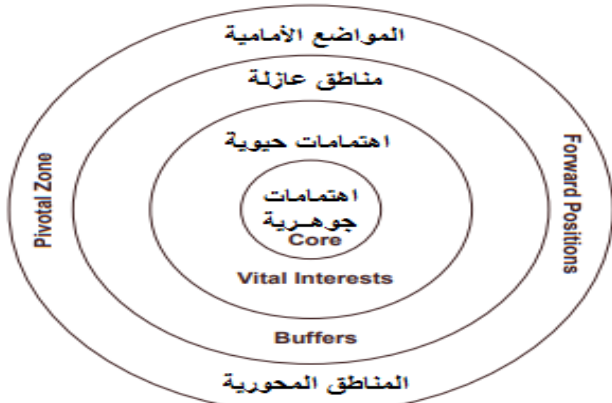 المواضع الأمامية
مناطق عازلة
اهتمامات حيوية
اهتمامات
جوهرية
Core
Vital Interests
Buffers
المناطق المحورية
Pivotal Zone
Forward Positions